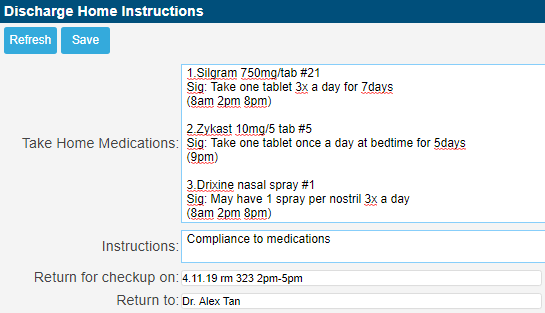 Discharge Home Instructions
Refresh Save
Take Home Medications:
1.Silgram 750mg/tab #21
Sig: Take one tablet 3x a day for 7days
(8am 2pm 8pm)
2.Zykast 10mg/5 tab #5
Sig: Take one tablet once a day at bedtime for 5days
(9pm)
3.Drixine nasal spray #1
Sig: May have 1 spray per nostril 3x a day
(8am 2pm 8pm)
Instructions: Compliance to medications
Return for checkup on: 4.11.19 rm 323 2pm-5pm
Return to: Dr. Alex Tan